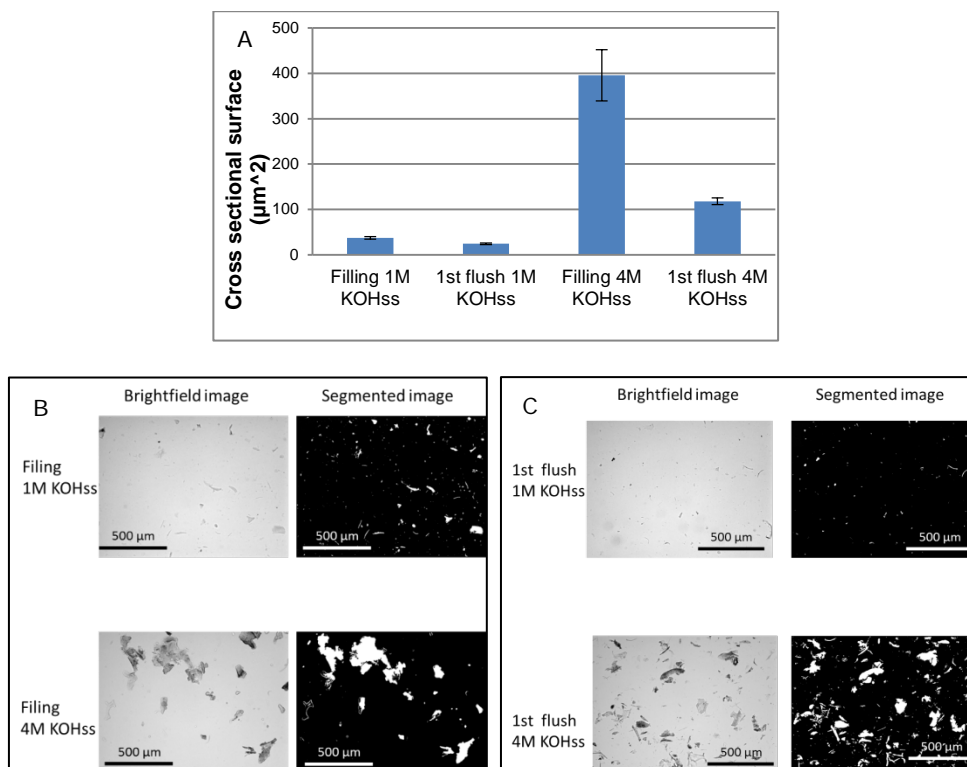 A
Cross sectional surface
(µm^2)
500
400
300
200
100
0
Filling 1M
KOHss
1st flush 1M
KOHss
Filling 4M
KOHss
1st flush 4M
KOHss
B
Brightfield image
Segmented image
Filing
1M KOHss
500 µm
500 µm
Filing
4M KOHss
500 µm
500 µm
C
Brightfield image
Segmented image
1st flush
1M KOHss
500 µm
500 µm
1st flush
4M KOHss
500 µm
500 µm